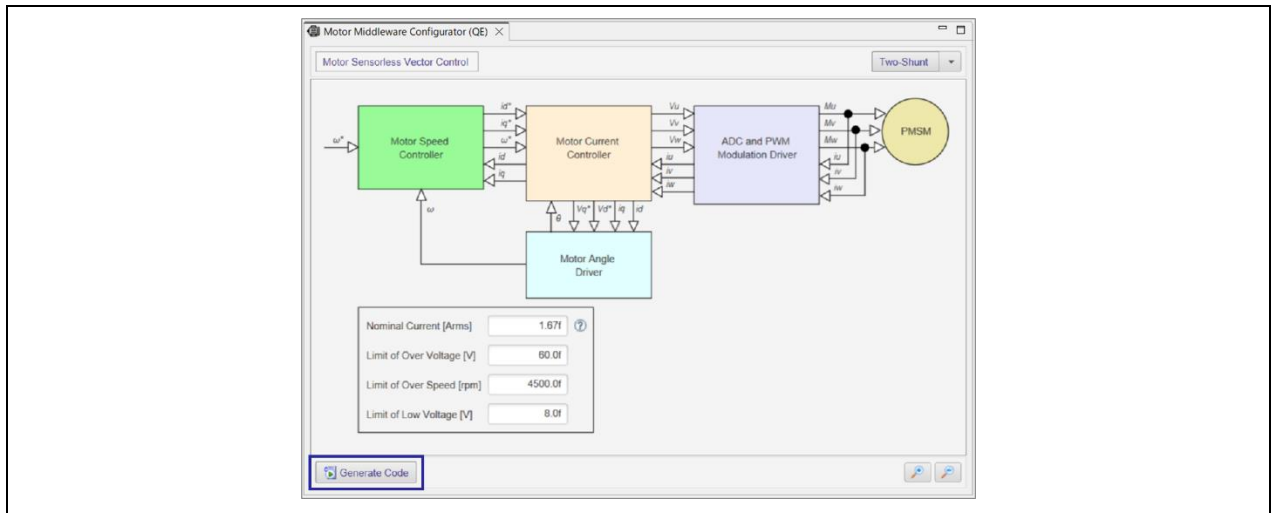 Motor Middleware Configurator (QE)
Motor Sensorless Vector Control
Two-Shunt
ω*
Motor Speed
Controller
id*
iq*
ω*
id
iq
Motor Current
Controller
Vu
Vv
Vw
iu
iv
iw
ADC and PWM
Modulation Driver
Mu
Mv
Mw
iu
iv
iw
PMSM
ω
θ
Vq*
Vd*
iq
id
Motor Angle
Driver
Nominal Current [Arms] 1.67f
Limit of Over Voltage [V] 60.0f
Limit of Over Speed [rpm] 4500.0f
Limit of Low Voltage [V] 8.0f
Generate Code